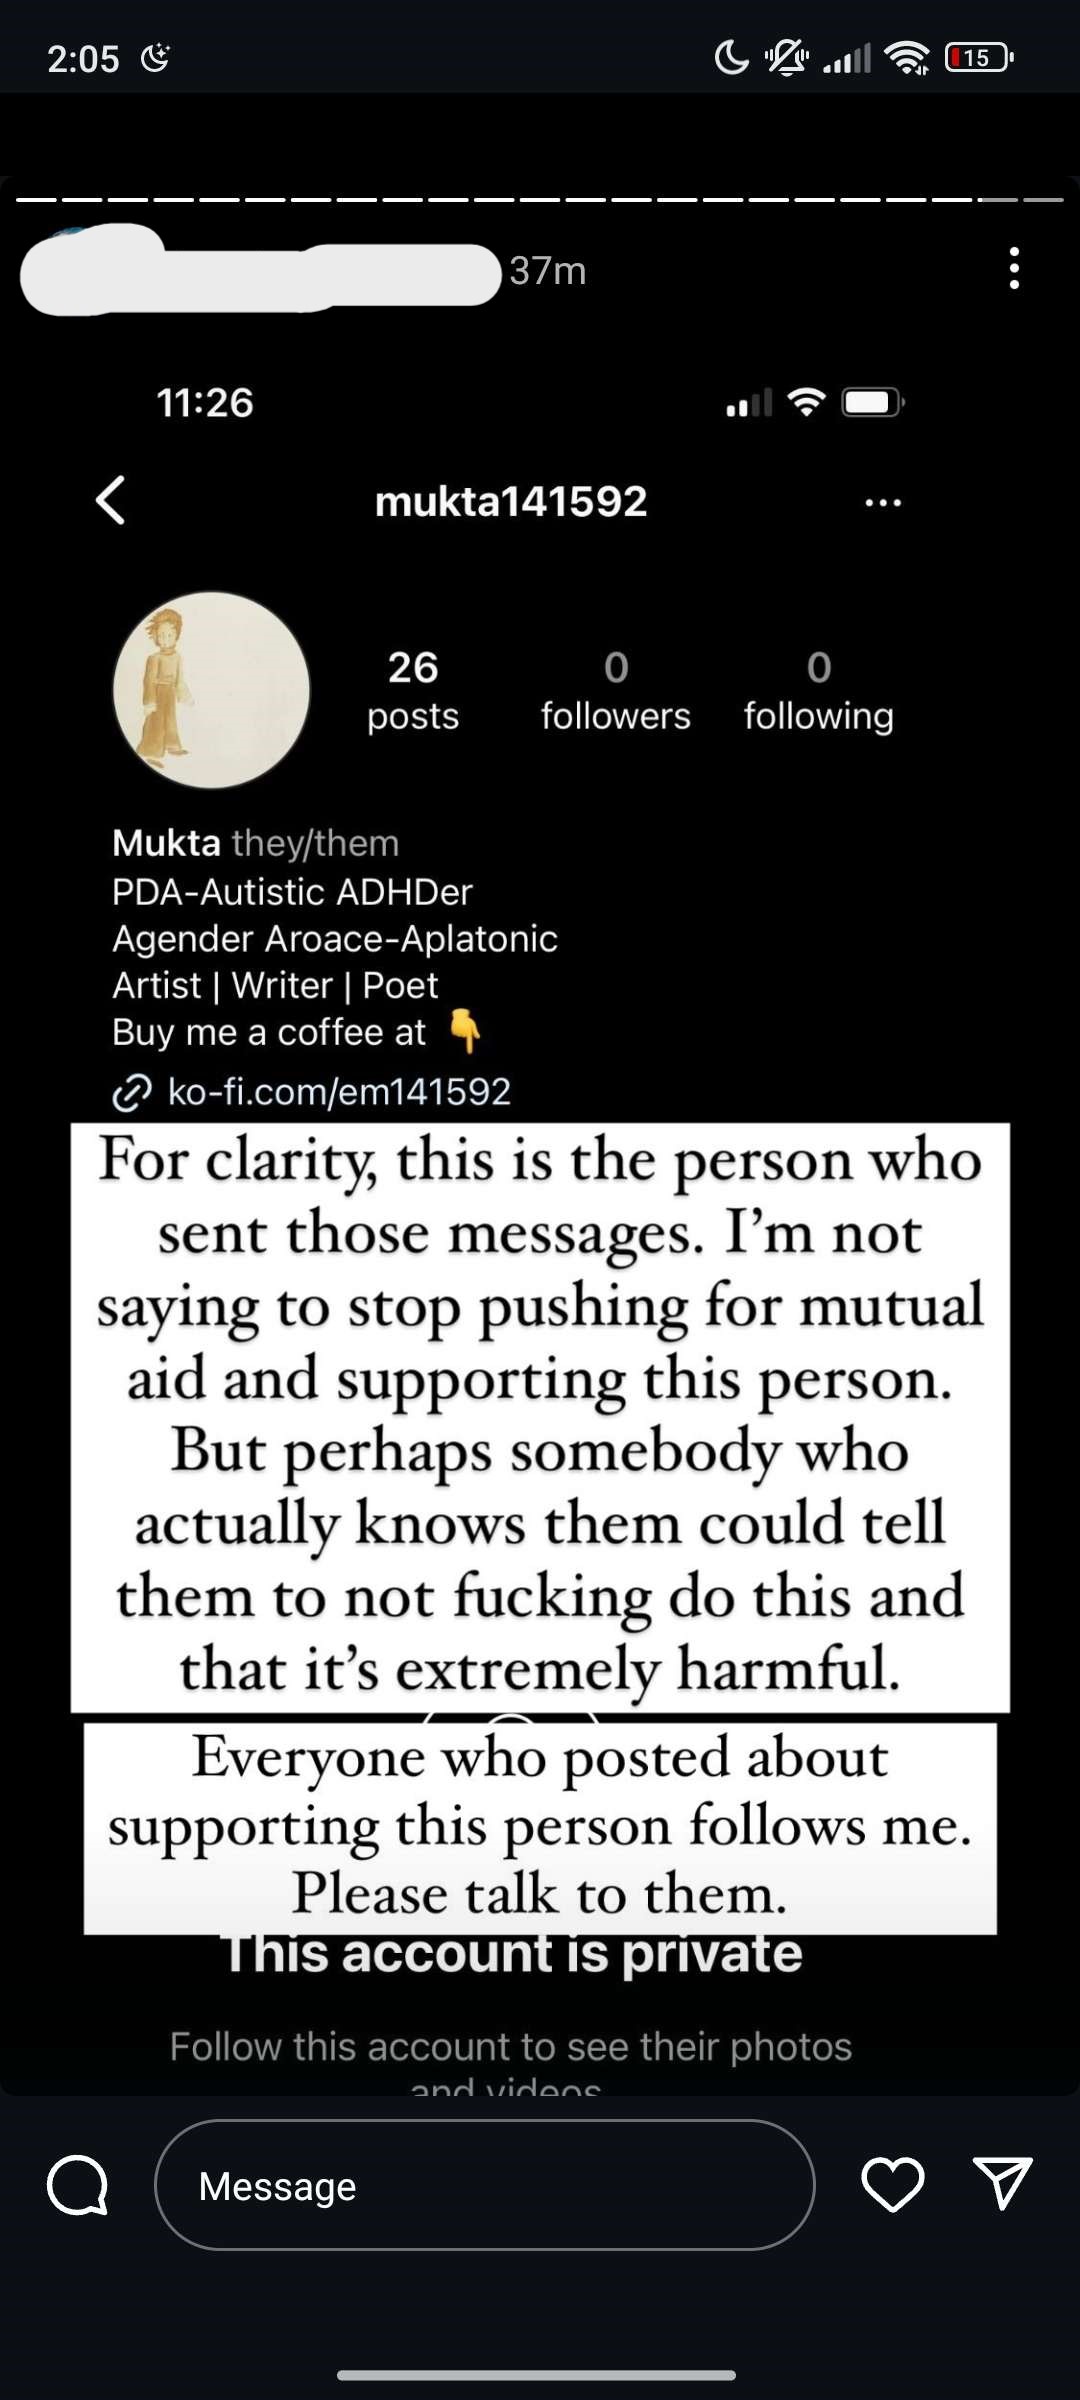 2:05
15
37m
11:26
mukta141592
26
0
0
posts
followers
following
Mukta they/them
PDA-Autistic ADHDer
Agender Aroace-Aplatonic
Artist | Writer | Poet
Buy me a coffee at 👇
ko-fi.com/em141592
For clarity, this is the person who
sent those messages. I’m not
saying to stop pushing for mutual
aid and supporting this person.
But perhaps somebody who
actually knows them could tell
them to not fucking do this and
that it’s extremely harmful.
Everyone who posted about
supporting this person follows me.
Please talk to them.
This account is private
Follow this account to see their photos
and videos
Message